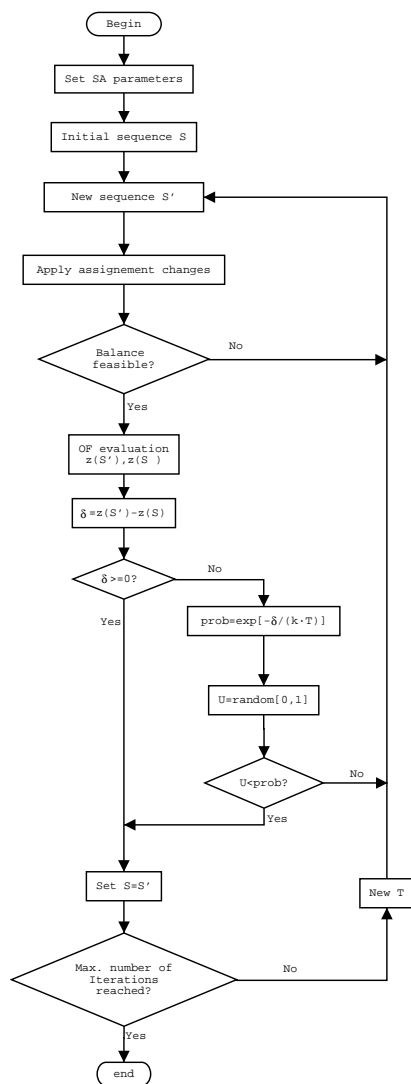 Begin
Set SA parameters
Initial sequence S
New sequence S’
Apply assignement changes
Balance
feasible?
No
Yes
OF evaluation
z(S’),z(S )
δ=z(S’)-z(S)
δ>=0?
No
Yes
prob=exp[-δ/(k·T)]
U=random[0,1]
U<prob?
No
Yes
Set S=S’
New T
Max. number of
Iterations
reached?
No
Yes
end